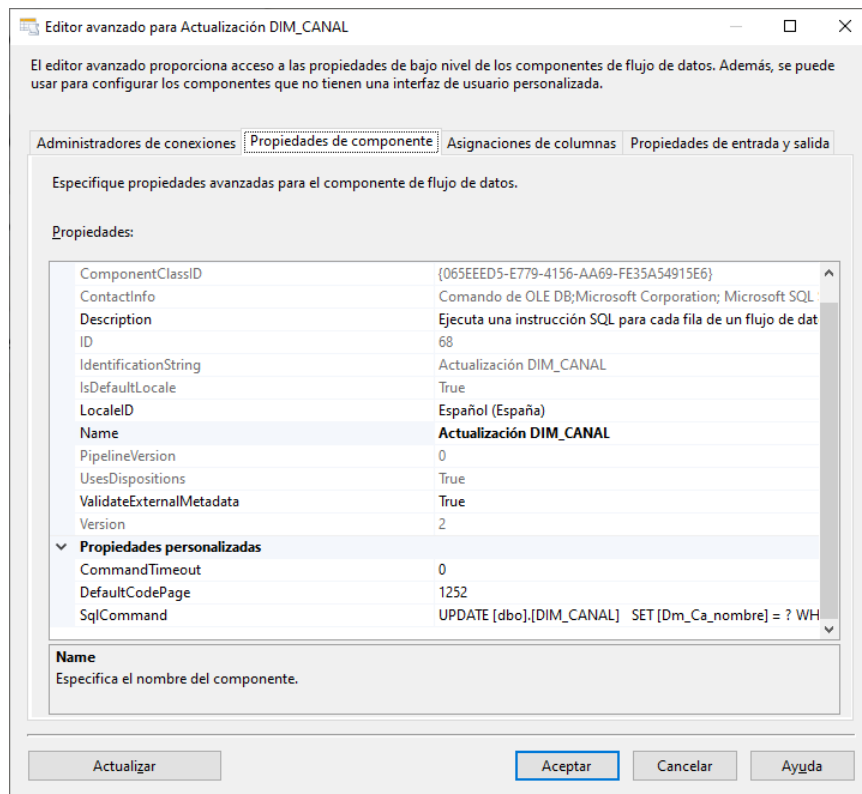 Editor avanzado para Actualización DIM_CANAL
El editor avanzado proporciona acceso a las propiedades de bajo nivel de los componentes de flujo de datos. Además, se puede
usar para configurar los componentes que no tienen una interfaz de usuario personalizada.
Administradores de conexiones Propiedades de componente Asignaciones de columnas Propiedades de entrada y salida
Especifique propiedades avanzadas para el componente de flujo de datos.
Propiedades:
ComponentClassID {065EEED5-E779-4156-AA69-FE35A54915E6}
ContactInfo Comando de OLE DB;Microsoft Corporation; Microsoft SQL
Description Ejecuta una instrucción SQL para cada fila de un flujo de dat
ID 68
IdentificationString Actualización DIM_CANAL
IsDefaultLocale True
LocaleID Español (España)
Name Actualización DIM_CANAL
PipelineVersion 0
UsesDispositions True
ValidateExternalMetadata True
Version 2
Propiedades personalizadas
CommandTimeout 0
DefaultCodePage 1252
SqlCommand UPDATE [dbo].[DIM_CANAL] SET [Dm_Ca_nombre] = ? WH
Name
Especifica el nombre del componente.
Actualizar Aceptar Cancelar Ayuda